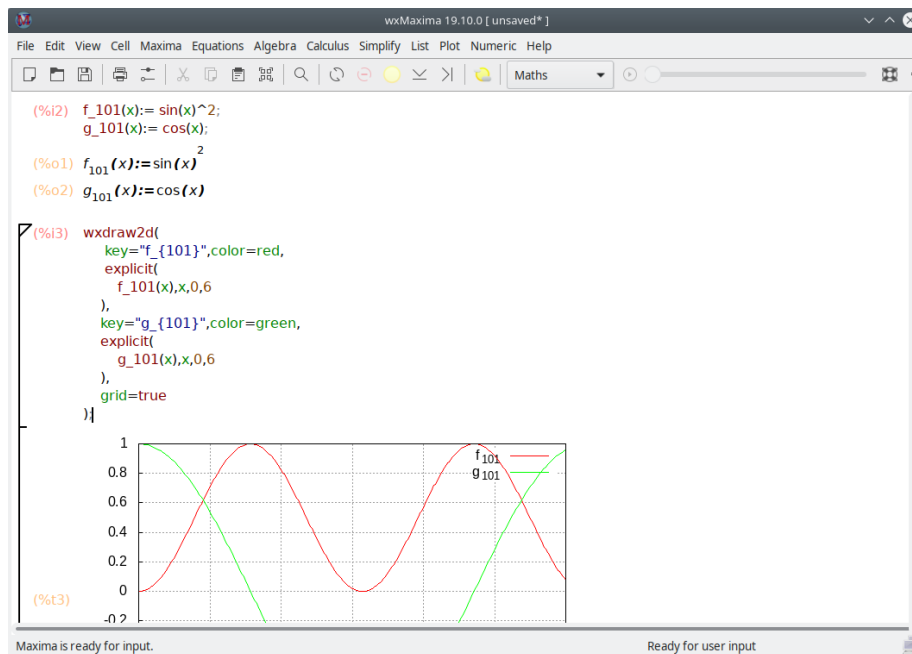 wxMaxima 19.10.0 [ unsaved* ]
File Edit View Cell Maxima Equations Algebra Calculus Simplify List Plot Numeric Help
Maths
(%i2) f_101(x):= sin(x)^2;
g_101(x):= cos(x);
(%o1) f101(x):=sin(x)2
(%o2) g101(x):=cos(x)
(%i3) wxdraw2d(
key="f_{101}",color=red,
explicit(
f_101(x),x,0,6
),
key="g_{101}",color=green,
explicit(
g_101(x),x,0,6
),
grid=true
);
1
f101
0.8
g101
0.6
0.4
0.2
(%t3) 0
-0.2
Maxima is ready for input. Ready for user input